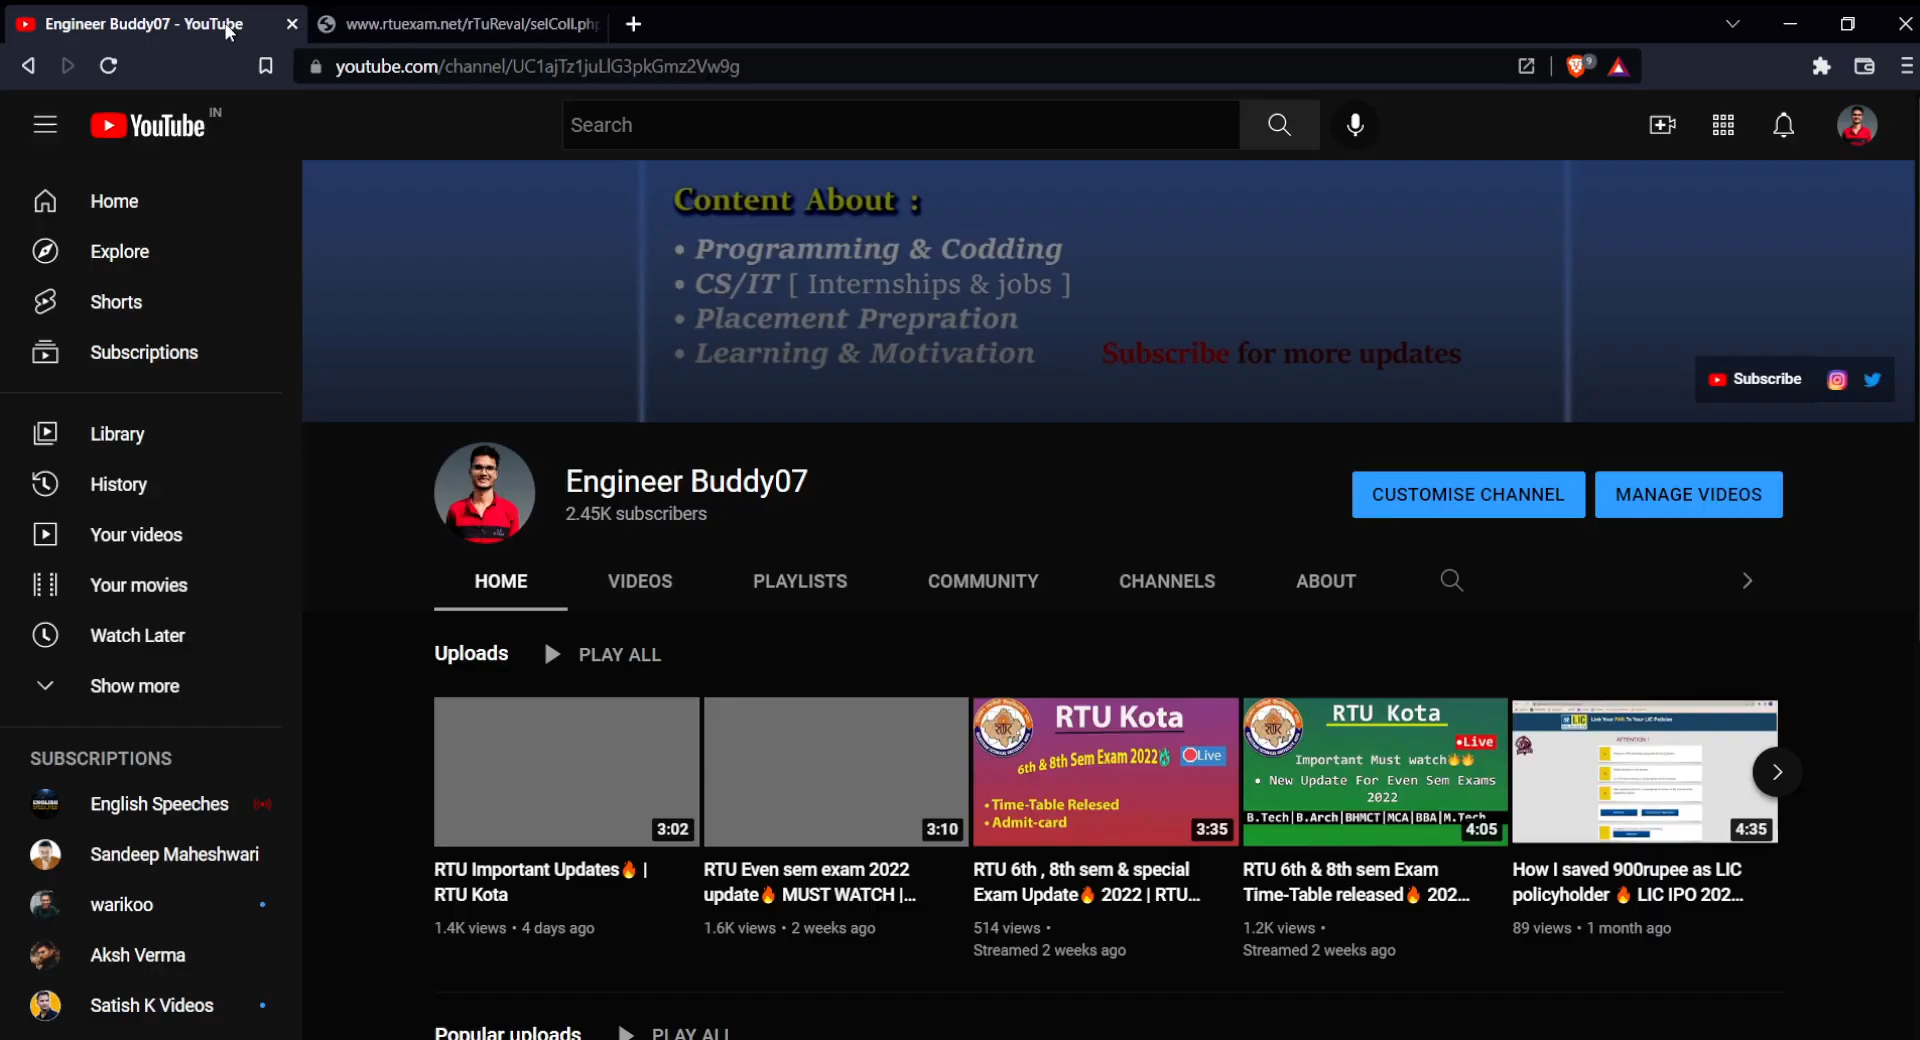 Engineer Buddy07 - YouTube
www.rtuexam.net/rTuReval/selColl.ph
youtube.com/channel/UC1ajTz1juLlG3pkGmz2Vw9g
9
YouTube IN
Search
Home
Explore
Shorts
Subscriptions
Library
History
Your videos
Your movies
Watch Later
Show more
SUBSCRIPTIONS
English Speeches
Sandeep Maheshwari
warikoo
Aksh Verma
Satish K Videos
Content About :
• Programming & Codding
• CS/IT [ Internships & jobs ]
• Placement Prepration
• Learning & Motivation
Subscribe for more updates
Subscribe
Engineer Buddy07
2.45K subscribers
CUSTOMISE CHANNEL
MANAGE VIDEOS
HOME
VIDEOS
PLAYLISTS
COMMUNITY
CHANNELS
ABOUT
Uploads
PLAY ALL
3:02
RTU Important Updates🔥 |
RTU Kota
1.4K views • 4 days ago
3:10
RTU Even sem exam 2022
update🔥 MUST WATCH |...
1.6K views • 2 weeks ago
RTU Kota
6th & 8th Sem Exam 2022
Live
• Time-Table Relesed
• Admit-card
3:35
RTU 6th , 8th sem & special
Exam Update🔥 2022 | RTU...
514 views •
Streamed 2 weeks ago
RTU Kota
•Live
Important Must watch🔥🔥
• New Update For Even Sem Exams
2022
B.Tech|B.Arch|BHMCT|MCA|BBA|M.Tech
4:05
RTU 6th & 8th sem Exam
Time-Table released🔥 202...
1.2K views •
Streamed 2 weeks ago
LIC
Link Your PAN To Your LIC Policies
ATTENTION !
4:35
How I saved 900rupee as LIC
policyholder 🔥 LIC IPO 202...
89 views • 1 month ago
Popular uploads
PLAY ALL